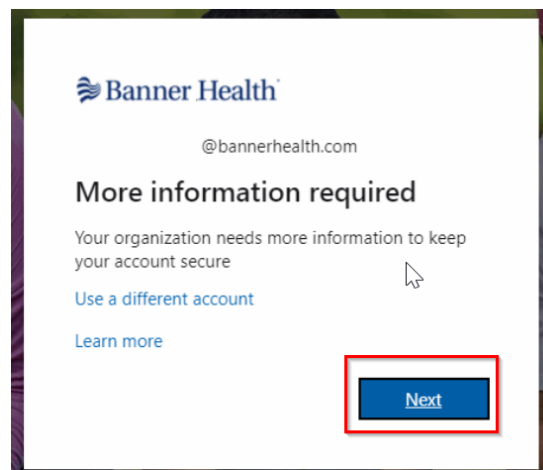 Banner Health
@bannerhealth.com
More information required
Your organization needs more information to keep
your account secure
Use a different account
Learn more
Next